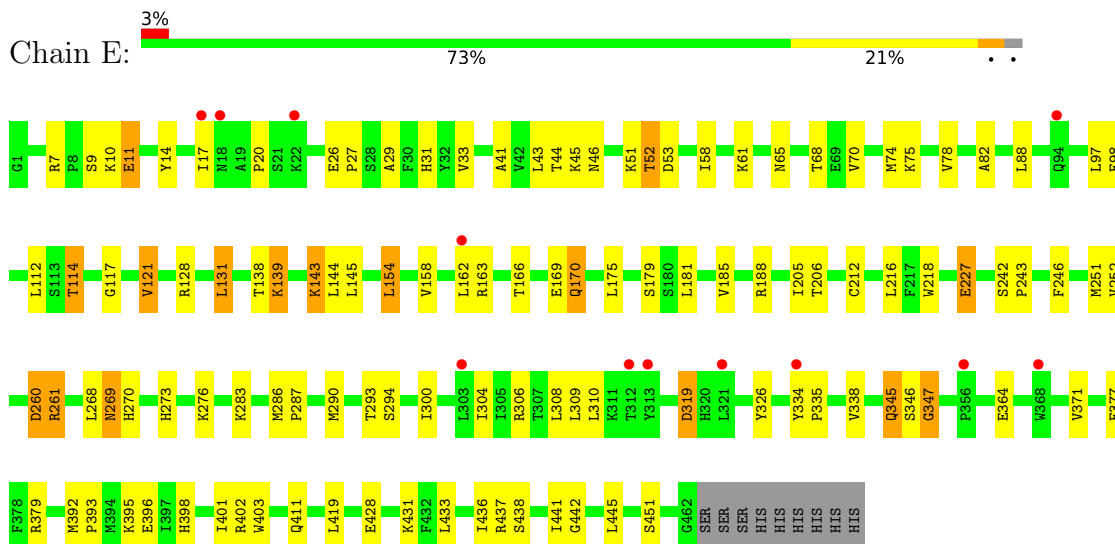 3%
Chain E:
73% 21% • •
G1 R7 P8 S9 K10 E11 Y14 I17 N18 A19 P20 S21 K22 E26 P27 S28 A29 F30 H31 Y32 V33 A41 V42 L43 T44 K45 N46 K51 T52 D53 I58 K61 N65 T68 E69 V70 M74 K75 V78 A82 L88 Q94 L97
L112 S113 T114 G117 V121 R128 L131 T138 K139 K143 L144 L145 L154 V158 L162 R163 T166 E169 Q170 L175 S179 S180 L181 V185 R188 I205 T206 C212 L216 F217 W218 E227 S242 P243 F246 M251
D260 R261 L268 N269 H270 H273 K276 K283 M286 P287 M290 T293 S294 I300 L303 I304 I305 R306 T307 L308 L309 L310 K311 T312 Y313 D319 H320 L321 Y326 Y334 P335 V338 Q345 S346 G347 P356 E364 W368 V371
F378 R379 M392 P393 M394 K395 E396 I397 H398 I401 R402 W403 Q411 L419 E428 K431 F432 L433 I436 R437 S438 I441 G442 L445 S451 G462 SER SER SER HIS HIS HIS HIS HIS HIS